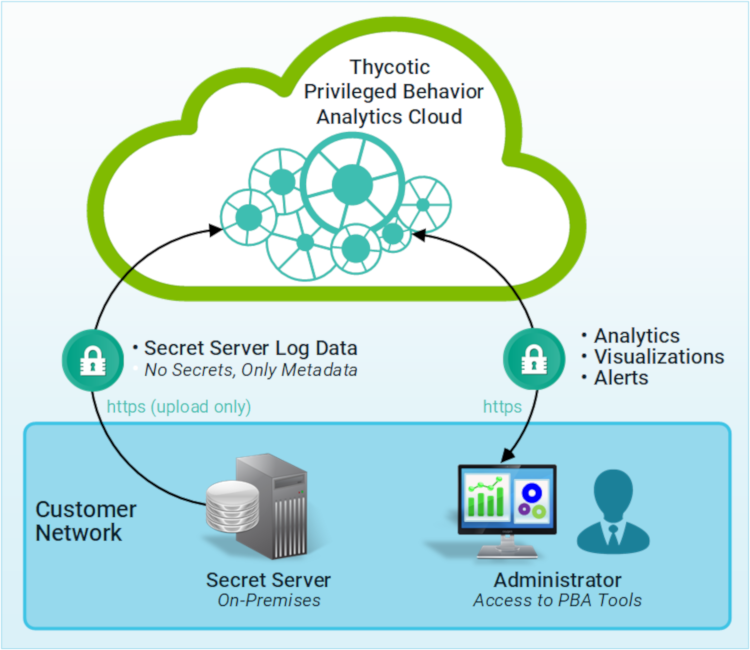 Thycotic
Privileged Behavior
Analytics Cloud
• Secret Server Log Data
• No Secrets, Only Metadata
https (upload only)
• Analytics
• Visualizations
• Alerts
https
Customer
Network
Secret Server
On-Premises
Administrator
Access to PBA Tools